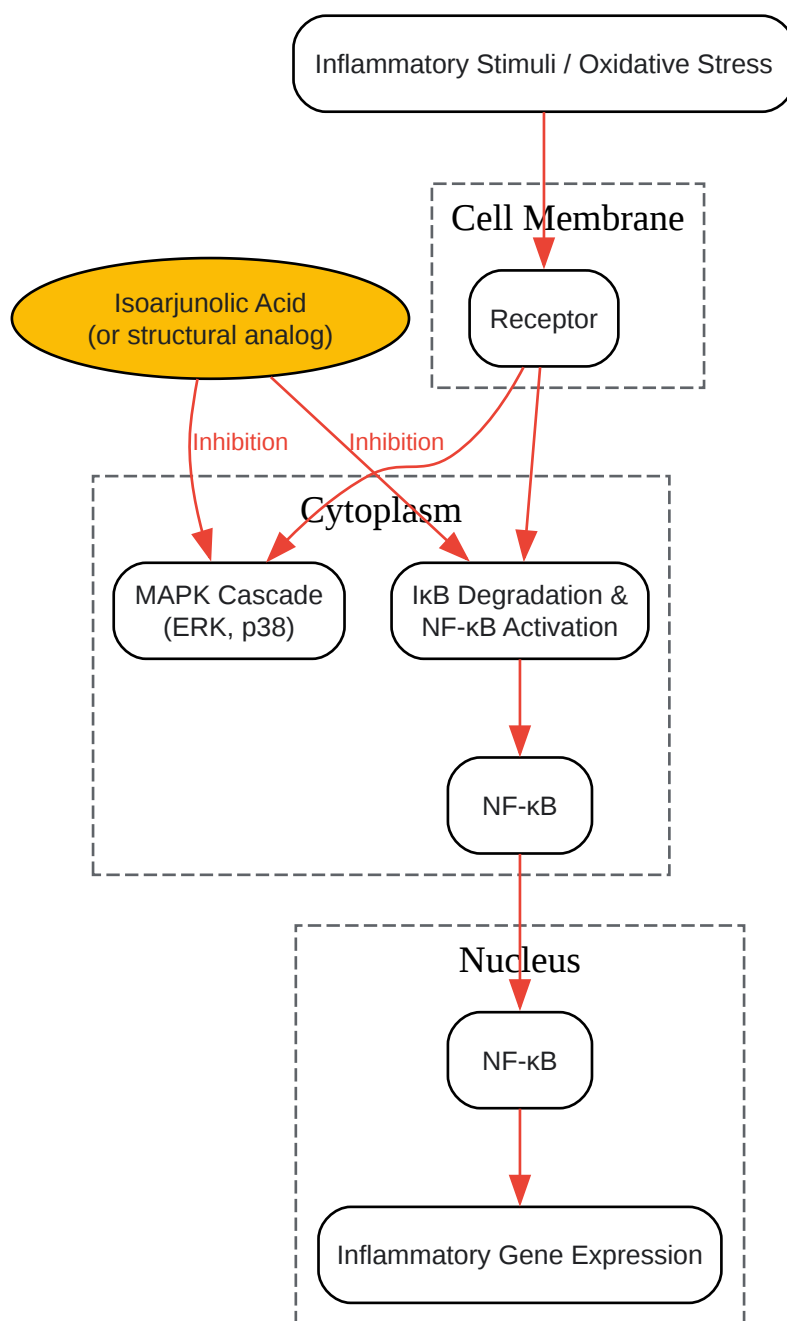 Inflammatory Stimuli / Oxidative Stress
Cell Membrane
Isoarjunolic Acid
(or structural analog)
Receptor
Inhibition
Inhibition
Cytoplasm
MAPK Cascade
(ERK, p38)
IκB Degradation &
NF-κB Activation
NF-κB
Nucleus
NF-κB
Inflammatory Gene Expression